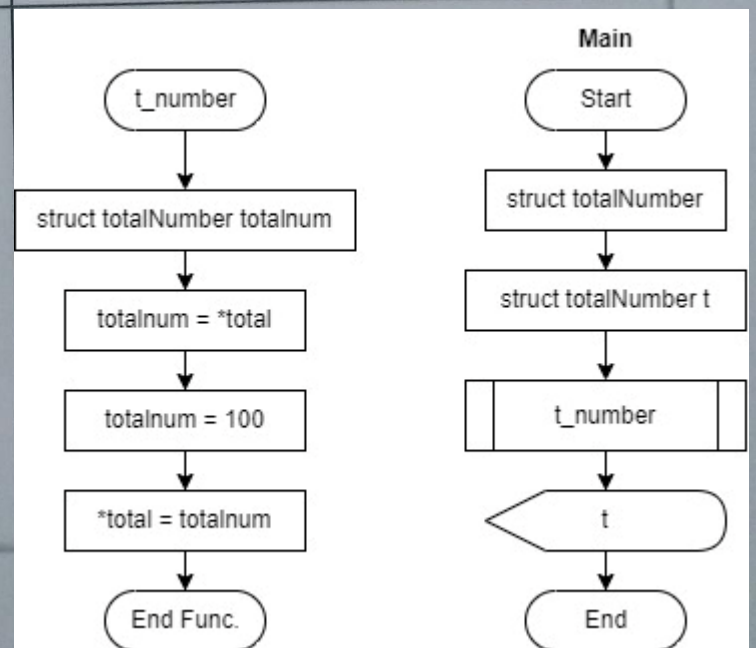 t_number
struct totalNumber totalnum
totalnum = *total
totalnum = 100
*total = totalnum
End Func.
Main
Start
struct totalNumber
struct totalNumber t
t_number
t
End